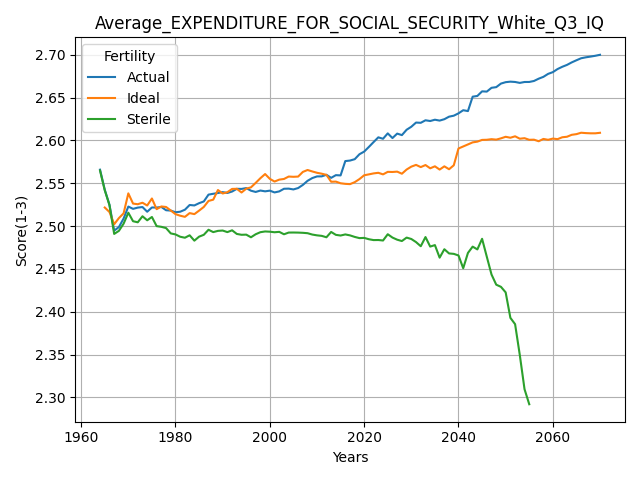 Average_EXPENDITURE_FOR_SOCIAL_SECURITY_White_Q3_IQ
Fertility
Actual
Ideal
Sterile
Score(1-3)
2.70
2.65
2.60
2.55
2.50
2.45
2.40
2.35
2.30
1960
1980
2000
2020
2040
2060
Years